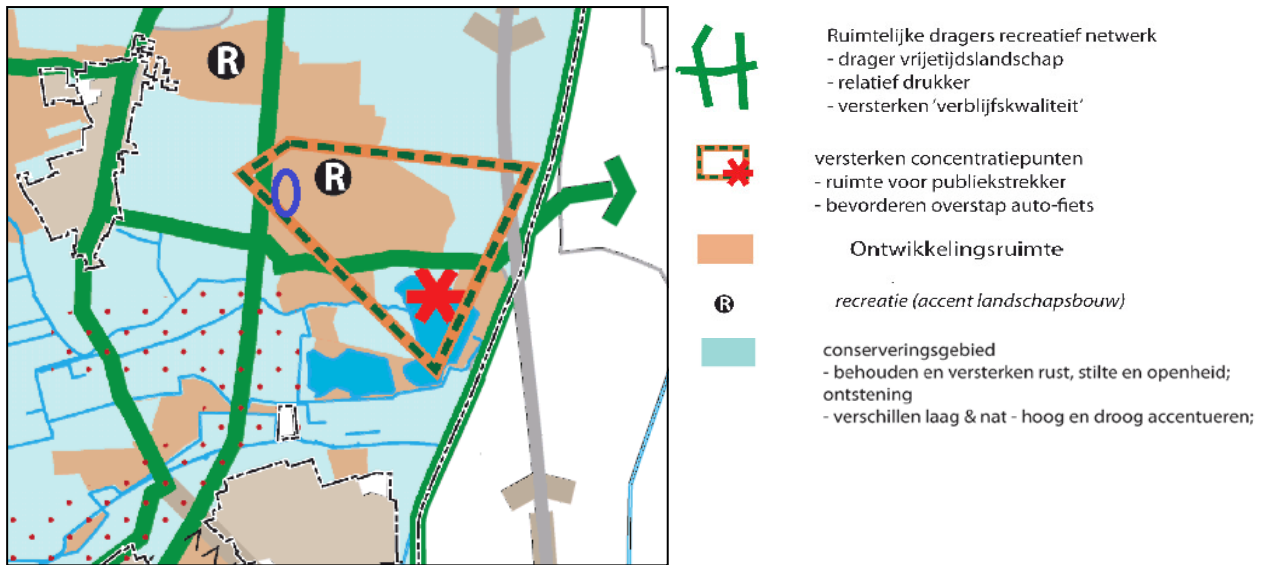 R
R
Ruimtelijke dragers recreatief netwerk
- drager vrijetijdslandschap
- relatief drukker
- versterken 'verblijfskwaliteit'
versterken concentratiepunten
- ruimte voor publiekstrekker
- bevorderen overstap auto-fiets
Ontwikkelingsruimte
R
recreatie (accent landschapsbouw)
conserveringsgebied
- behouden en versterken rust, stilte en openheid;
ontstening
- verschillen laag & nat - hoog en droog accentueren;